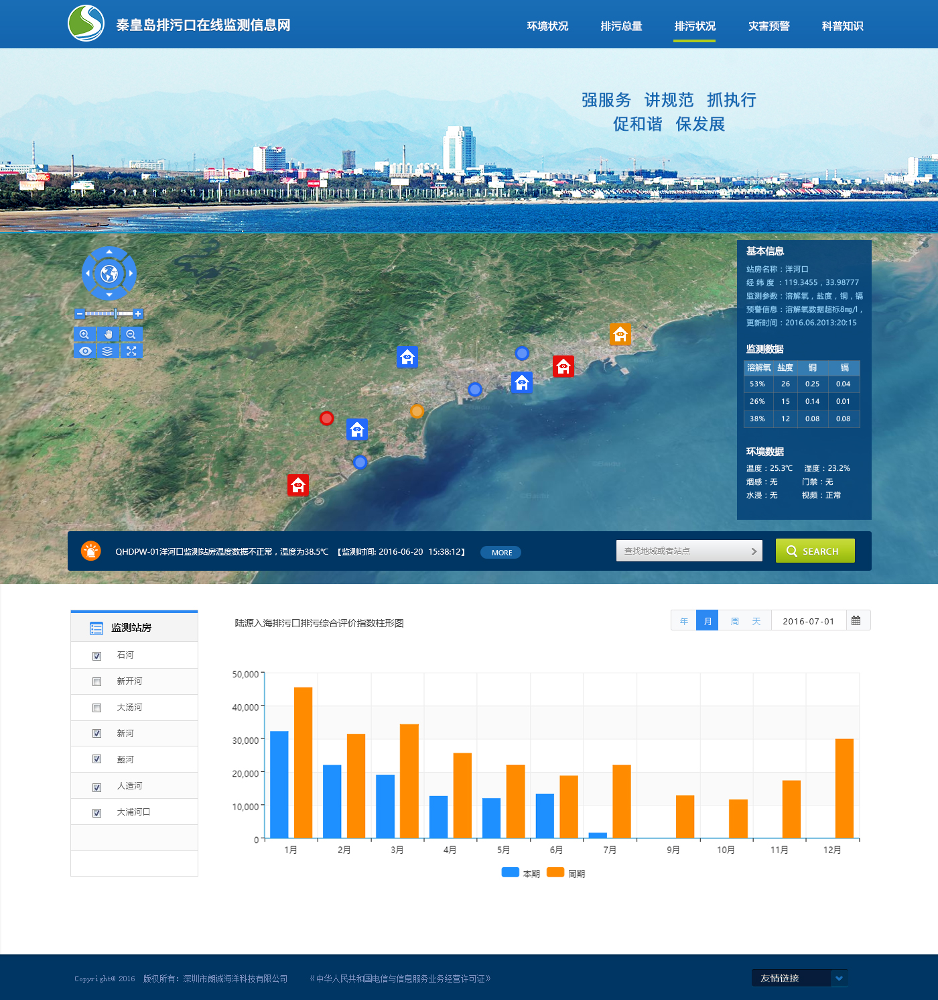 秦皇岛排污口在线监测信息网
环境状况 排污总量 排污状况 灾害预警 科普知识
强服务 讲规范 抓执行
促和谐 保发展
基本信息
站房名称：洋河口
经 纬 度 ：119.3455，33.98777
监测参数：溶解氧，盐度，铜，镉
预警信息：溶解氧数据超标8mg/l，
更新时间：2016.06.2013:20:15
监测数据
溶解氧 盐度 铜 镉
53% 26 0.25 0.04
26% 15 0.14 0.01
38% 12 0.08 0.08
环境数据
温度：25.3℃ 湿度：23.2%
烟感：无 门禁：无
水浸：无 视频：正常
QHDPW-01洋河口监测站房温度数据不正常，温度为38.5℃ 【监测时间: 2016-06-20 15:38:12】 MORE
查找地域或者站点 SEARCH
监测站房
石河
新开河
大汤河
新河
戴河
人造河
大浦河口
陆源入海排污口排污综合评价指数柱形图
年 月 周 天 2016-07-01
50,000
40,000
30,000
20,000
10,000
0
1月 2月 3月 4月 5月 6月 7月 9月 10月 11月 12月
本期 同期
Copyright@ 2016 版权所有：深圳市朗诚海洋科技有限公司 《中华人民共和国电信与信息服务业务经营许可证》
友情链接